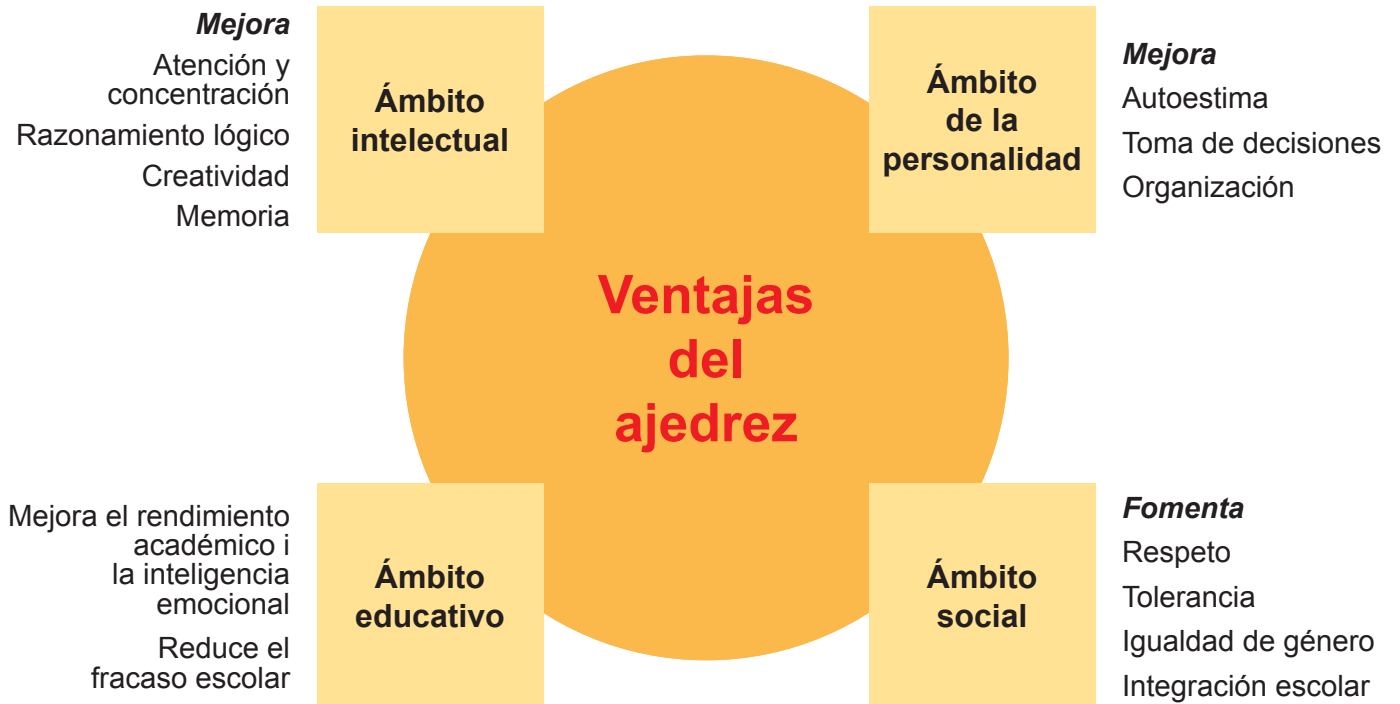 Mejora
Atención y
concentración
Razonamiento lógico
Creatividad
Memoria
Ámbito
intelectual
Ámbito
de la
personalidad
Mejora
Autoestima
Toma de decisiones
Organización
Ventajas
del
ajedrez
Mejora el rendimiento
académico i
la inteligencia
emocional
Reduce el
fracaso escolar
Ámbito
educativo
Ámbito
social
Fomenta
Respeto
Tolerancia
Igualdad de género
Integración escolar